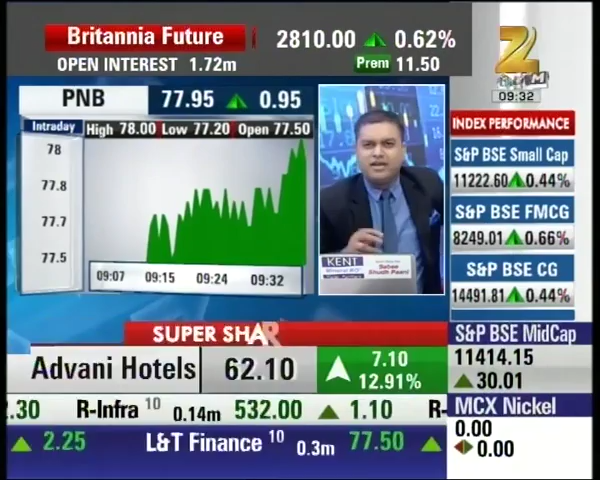 Britannia Future 2810.00 0.62%
OPEN INTEREST 1.72m Prem 11.50
09:32
PNB 77.95 0.95
Intraday High 78.00 Low 77.20 Open 77.50
78
77.8
77.7
77.5
09:07 09:15 09:24 09:32
KENT
INDEX PERFORMANCE
S&P BSE Small Cap
11222.60 0.44%
S&P BSE FMCG
8249.01 0.66%
S&P BSE CG
14491.81 0.44%
SUPER SHAR
Advani Hotels 62.10 7.10
12.91%
S&P BSE MidCap
11414.15
30.01
MCX Nickel
0.00
0.00
2.30 R-Infra 10 0.14m 532.00 1.10 R-
2.25 L&T Finance 10 0.3m 77.50